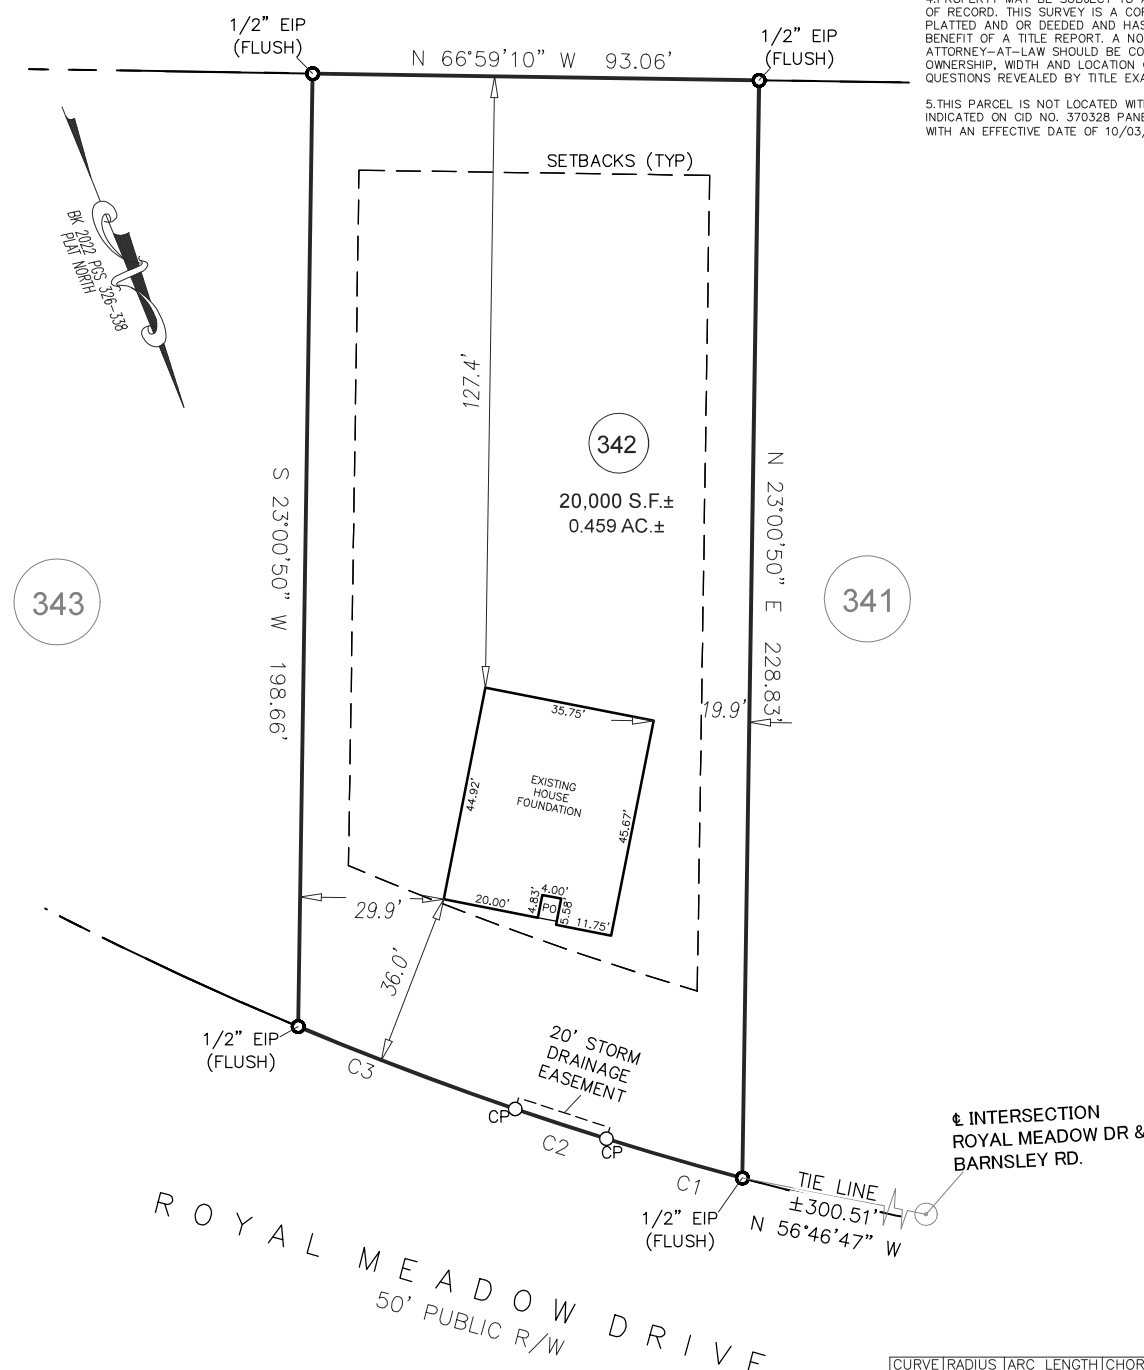 4.PROPERTY MAY BE SUBJECT TO
OF RECORD. THIS SURVEY IS A
PLATTED AND OR DEEDED AND HAS
BENEFIT OF A TITLE REPORT. A
ATTORNEY-AT-LAW SHOULD BE
OWNERSHIP, WIDTH AND LOCATION
QUESTIONS REVEALED BY TITLE
5.THIS PARCEL IS NOT LOCATED
INDICATED ON CID NO. 370328
WITH AN EFFECTIVE DATE OF 10/03,
1/2" EIP
(FLUSH)
N 66°59'10" W 93.06'
1/2" EIP
(FLUSH)
SETBACKS (TYP)
BK 2022 PGS 326-338
PLAT NORTH
127.4'
342
20,000 S.F.±
0.459 AC.±
S 23°00'50" W 198.66'
N 23°00'50" E 228.83'
343
341
35.75'
19.9'
44.92'
EXISTING
HOUSE
FOUNDATION
45.67'
20.00'
4.83'
4.00'
PO
5.58'
11.75'
29.9'
36.0'
1/2" EIP
(FLUSH)
C3
20' STORM
DRAINAGE
EASEMENT
CP
C2
CP
C1
1/2" EIP
(FLUSH)
TIE LINE
±300.51'
N 56°46'47" W
℄ INTERSECTION
ROYAL MEADOW DR &
BARNSLEY RD.
ROYAL MEADOW DRIVE
50' PUBLIC R/W
CURVE RADIUS ARC LENGTH